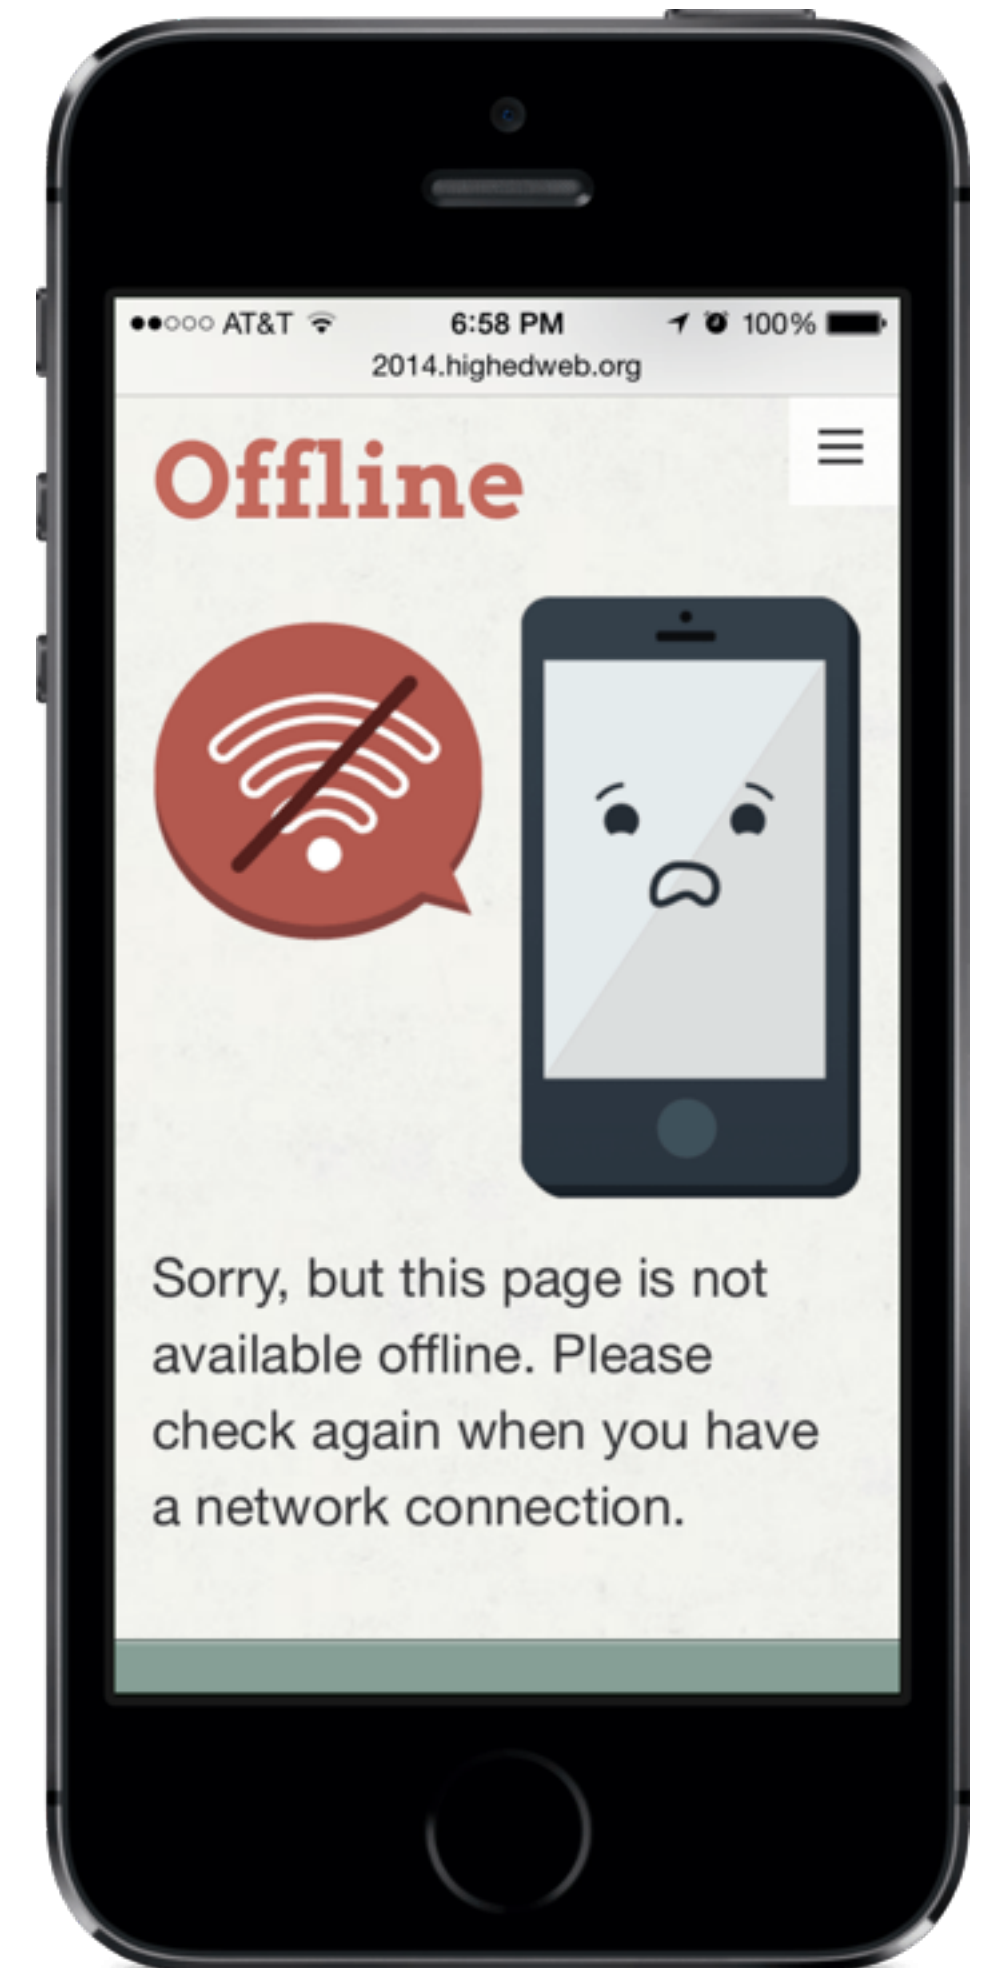 AT&T 6:58 PM 100%
2014.highedweb.org
Offline
Sorry, but this page is not
available offline. Please
check again when you have
a network connection.